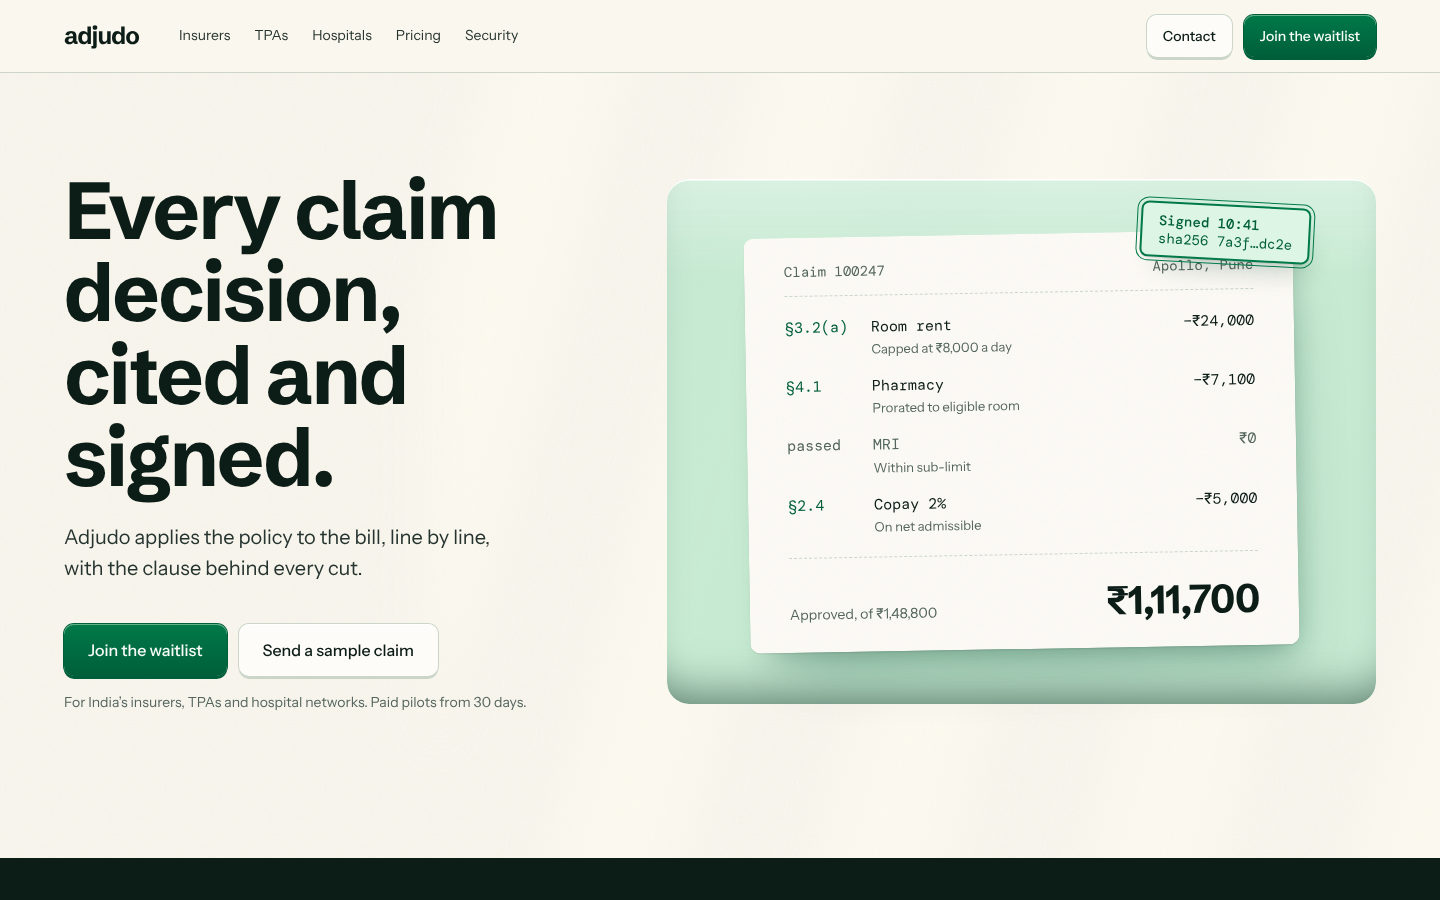 adjudo
Insurers
TPAs
Hospitals
Pricing
Security
Contact
Join the waitlist
Every claim
decision,
cited and
signed.
Adjudo applies the policy to the bill, line by line,
with the clause behind every cut.
Join the waitlist
Send a sample claim
For India’s insurers, TPAs and hospital networks. Paid pilots from 30 days.
Signed 10:41
sha256 7a3f…dc2e
Claim 100247
Apollo, Pune
§3.2(a) Room rent −₹24,000
Capped at ₹8,000 a day
§4.1 Pharmacy −₹7,100
Prorated to eligible room
passed MRI ₹0
Within sub-limit
§2.4 Copay 2% −₹5,000
On net admissible
Approved, of ₹1,48,800
₹1,11,700